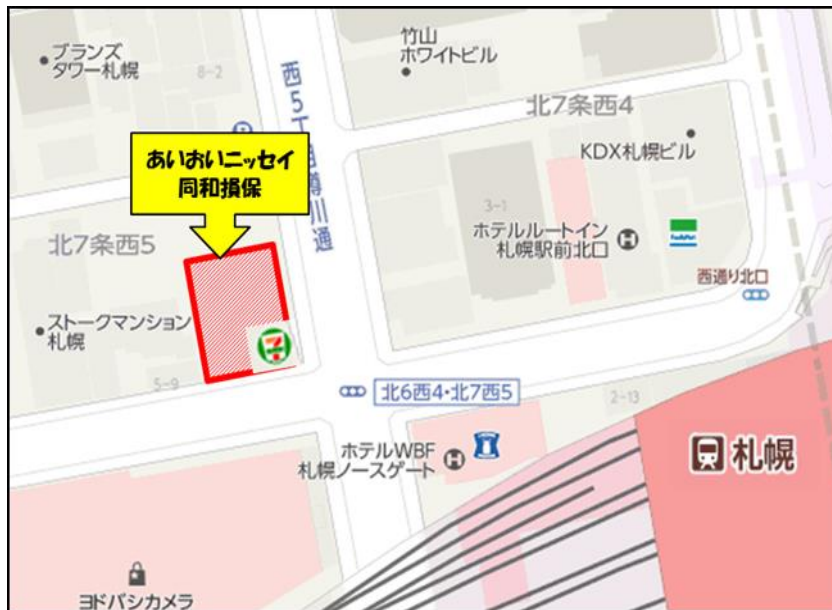 ブランズ
タワー札幌
8-2
竹山
ホワイトビル
西5丁目樽川通
北7条西4
KDX札幌ビル
あいおいニッセイ
同和損保
3-1
ホテルルートイン
札幌駅前北口
H
FamilyMart
西通り北口
北7条西5
ストークマンション
札幌
7
5-9
北6西4・北7西5
2-13
ホテルWBF
札幌ノースゲート
H
札幌
ヨドバシカメラ